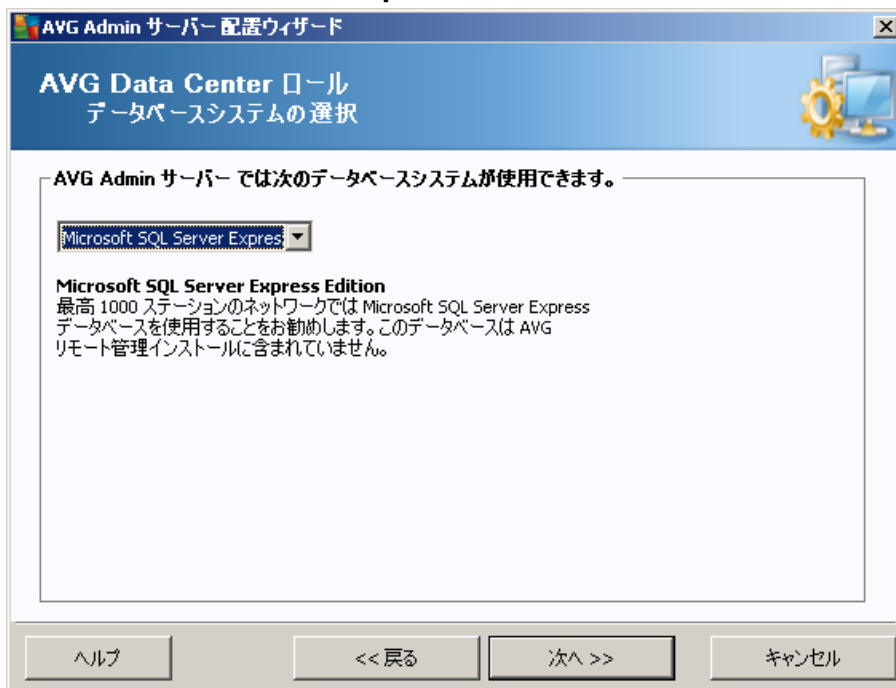 AVG Admin サーバー 配置ウィザード
AVG Data Center ロール
データベースシステムの選択
AVG Admin サーバー では次のデータベースシステムが使用できます。
Microsoft SQL Server Expres
Microsoft SQL Server Express Edition
最高 1000 ステーションのネットワークでは Microsoft SQL Server Express
データベースを使用することをお勧めします。このデータベースは AVG
リモート管理インストールに含まれていません。
ヘルプ
<< 戻る
次へ >>
キャンセル